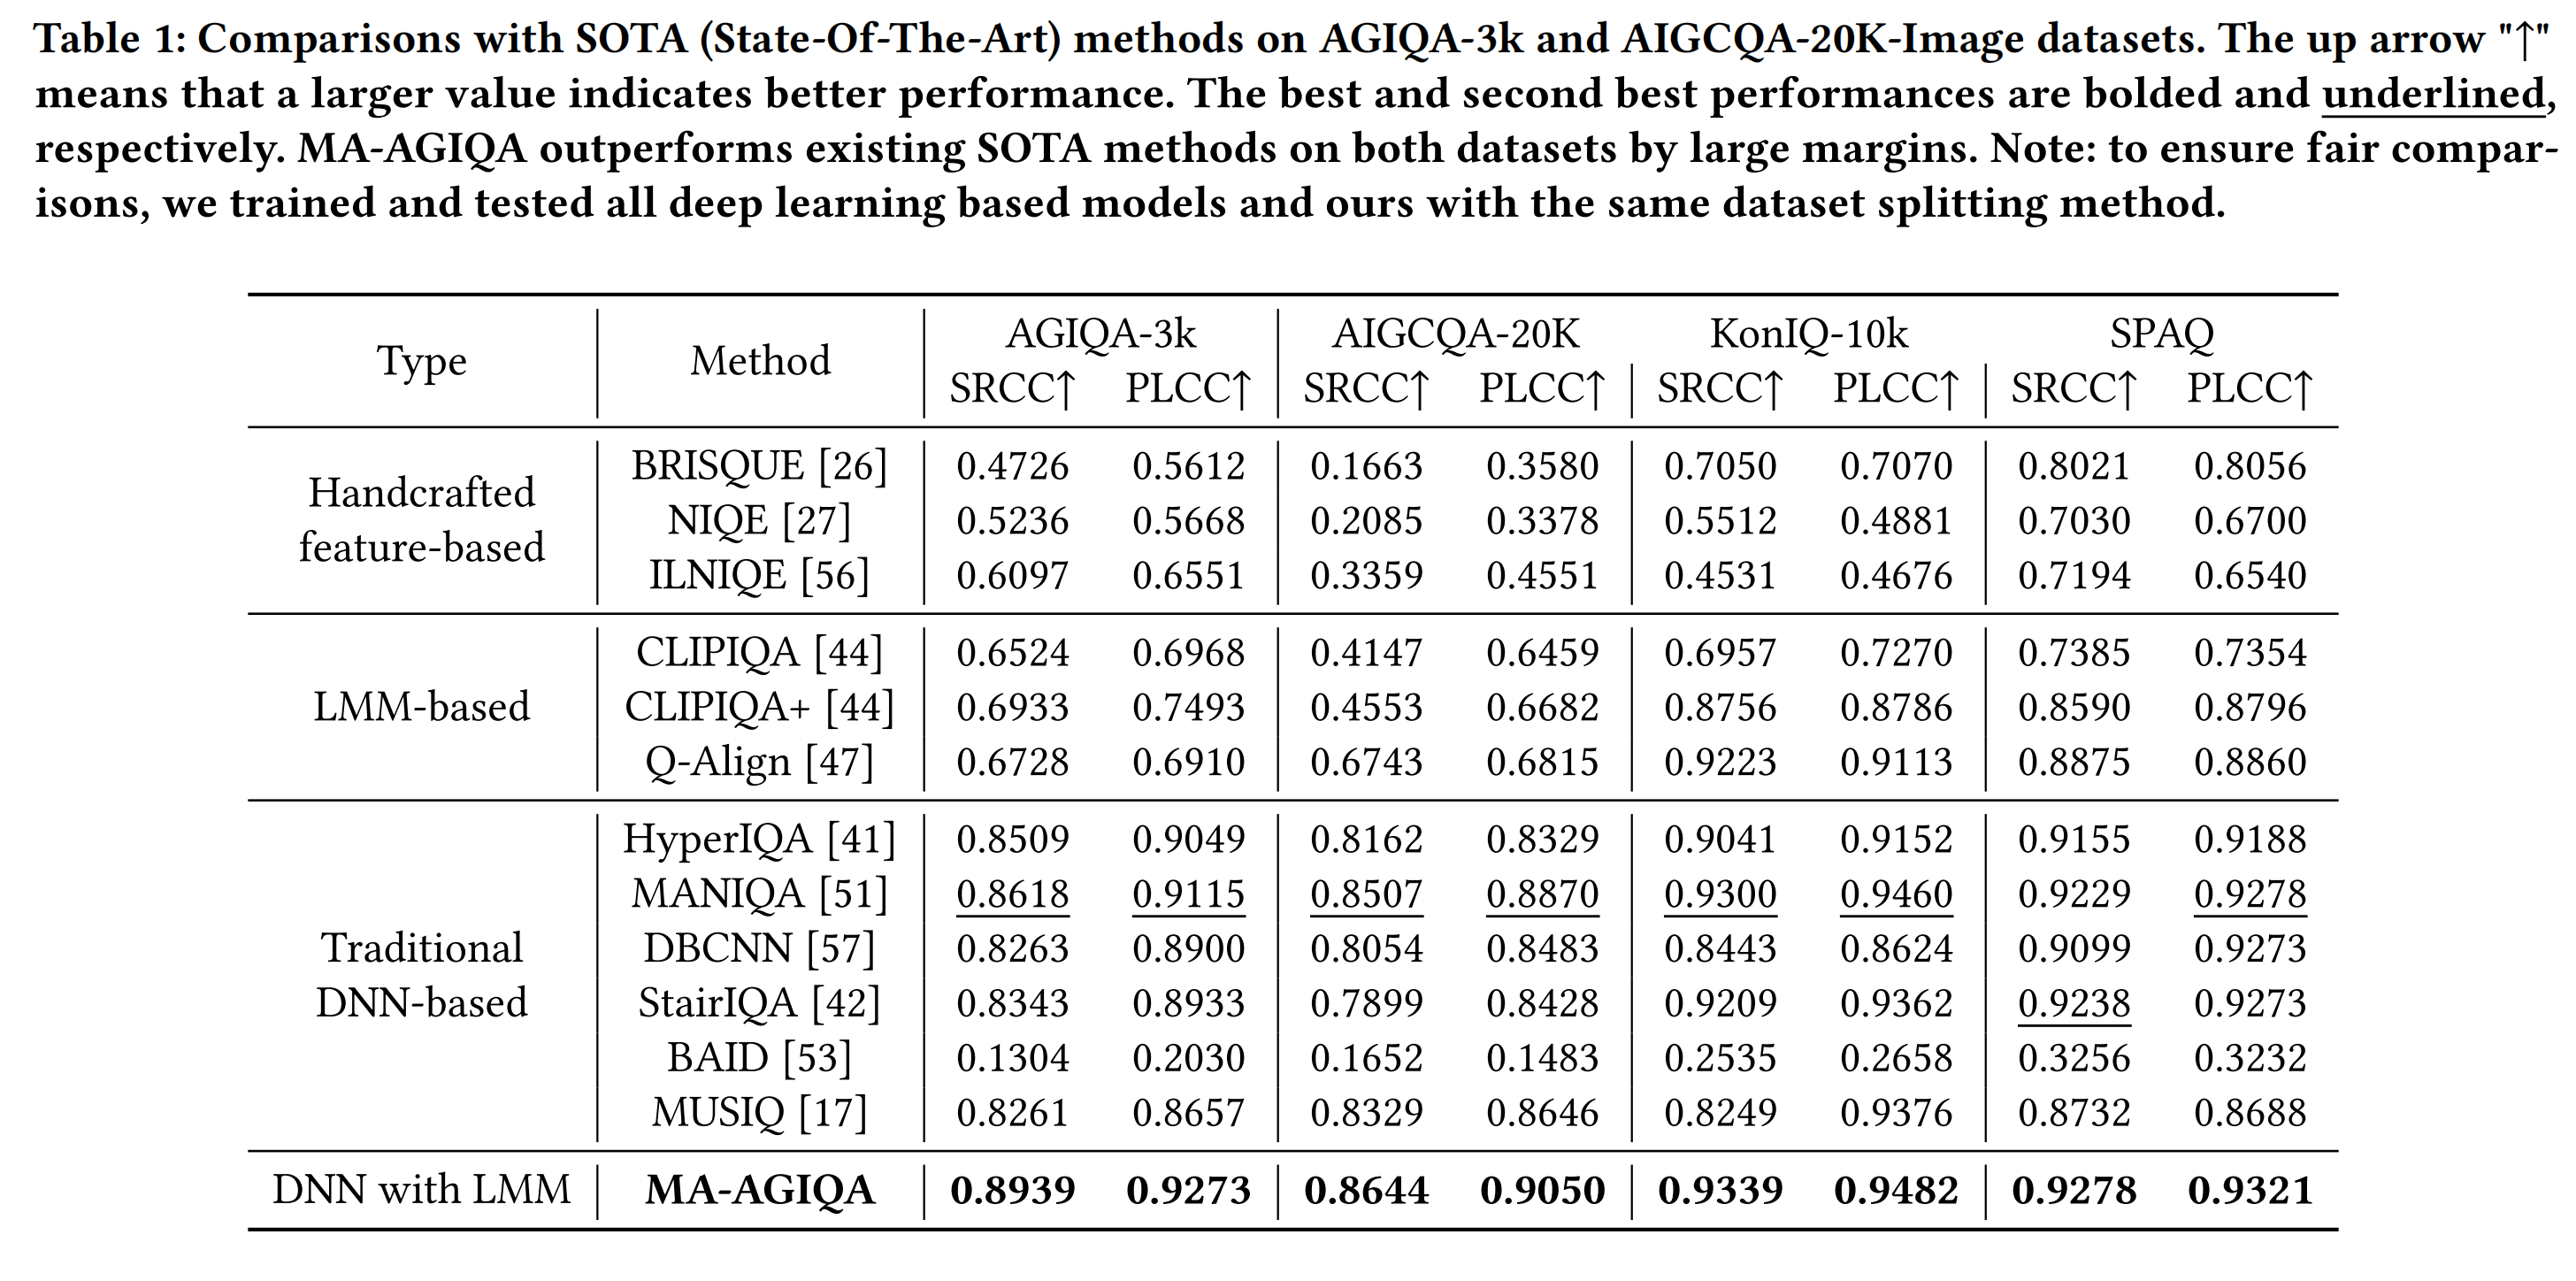 Table 1: Comparisons with SOTA (State-Of-The-Art) methods on AGIQA-3k and AIGCQA-20K-Image datasets. The up arrow "↑"
means that a larger value indicates better performance. The best and second best performances are bolded and underlined,
respectively. MA-AGIQA outperforms existing SOTA methods on both datasets by large margins. Note: to ensure fair compar-
isons, we trained and tested all deep learning based models and ours with the same dataset splitting method.
Type Method AGIQA-3k AIGCQA-20K KonIQ-10k SPAQ
SRCC↑ PLCC↑ SRCC↑ PLCC↑ SRCC↑ PLCC↑ SRCC↑ PLCC↑
Handcrafted feature-based
BRISQUE [26] 0.4726 0.5612 0.1663 0.3580 0.7050 0.7070 0.8021 0.8056
NIQE [27] 0.5236 0.5668 0.2085 0.3378 0.5512 0.4881 0.7030 0.6700
ILNIQE [56] 0.6097 0.6551 0.3359 0.4551 0.4531 0.4676 0.7194 0.6540
LMM-based
CLIPIQA [44] 0.6524 0.6968 0.4147 0.6459 0.6957 0.7270 0.7385 0.7354
CLIPIQA+ [44] 0.6933 0.7493 0.4553 0.6682 0.8756 0.8786 0.8590 0.8796
Q-Align [47] 0.6728 0.6910 0.6743 0.6815 0.9223 0.9113 0.8875 0.8860
Traditional DNN-based
HyperIQA [41] 0.8509 0.9049 0.8162 0.8329 0.9041 0.9152 0.9155 0.9188
MANIQA [51] 0.8618 0.9115 0.8507 0.8870 0.9300 0.9460 0.9229 0.9278
DBCNN [57] 0.8263 0.8900 0.8054 0.8483 0.8443 0.8624 0.9099 0.9273
StairIQA [42] 0.8343 0.8933 0.7899 0.8428 0.9209 0.9362 0.9238 0.9273
BAID [53] 0.1304 0.2030 0.1652 0.1483 0.2535 0.2658 0.3256 0.3232
MUSIQ [17] 0.8261 0.8657 0.8329 0.8646 0.8249 0.9376 0.8732 0.8688
DNN with LMM MA-AGIQA 0.8939 0.9273 0.8644 0.9050 0.9339 0.9482 0.9278 0.9321